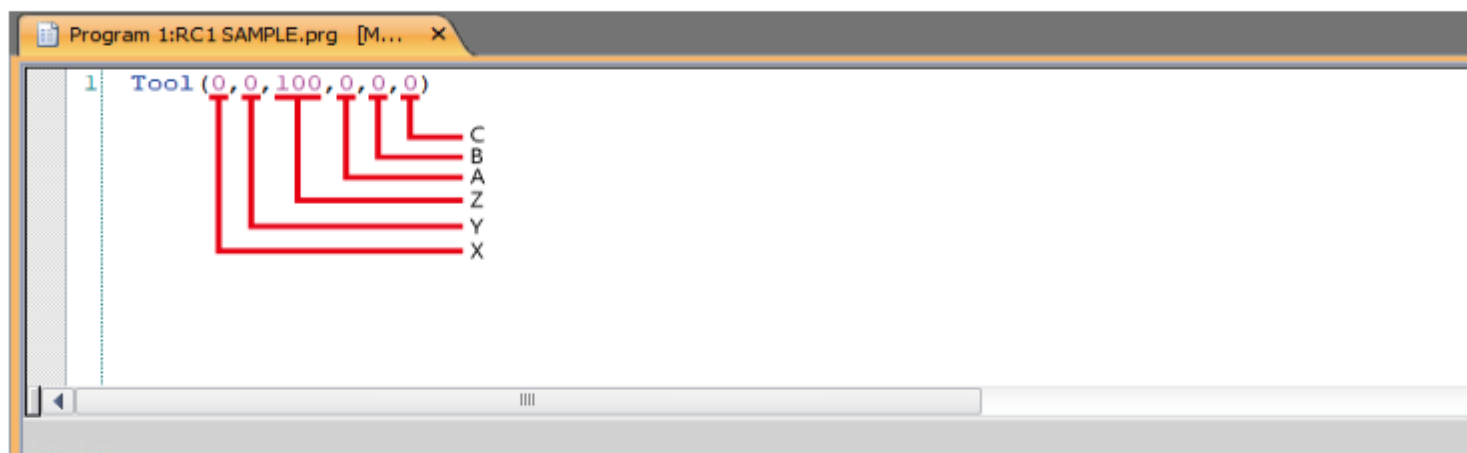 Program 1:RC1 SAMPLE.prg [M... ×
1 Tool(0,0,100,0,0,0)
C
B
A
Z
Y
X